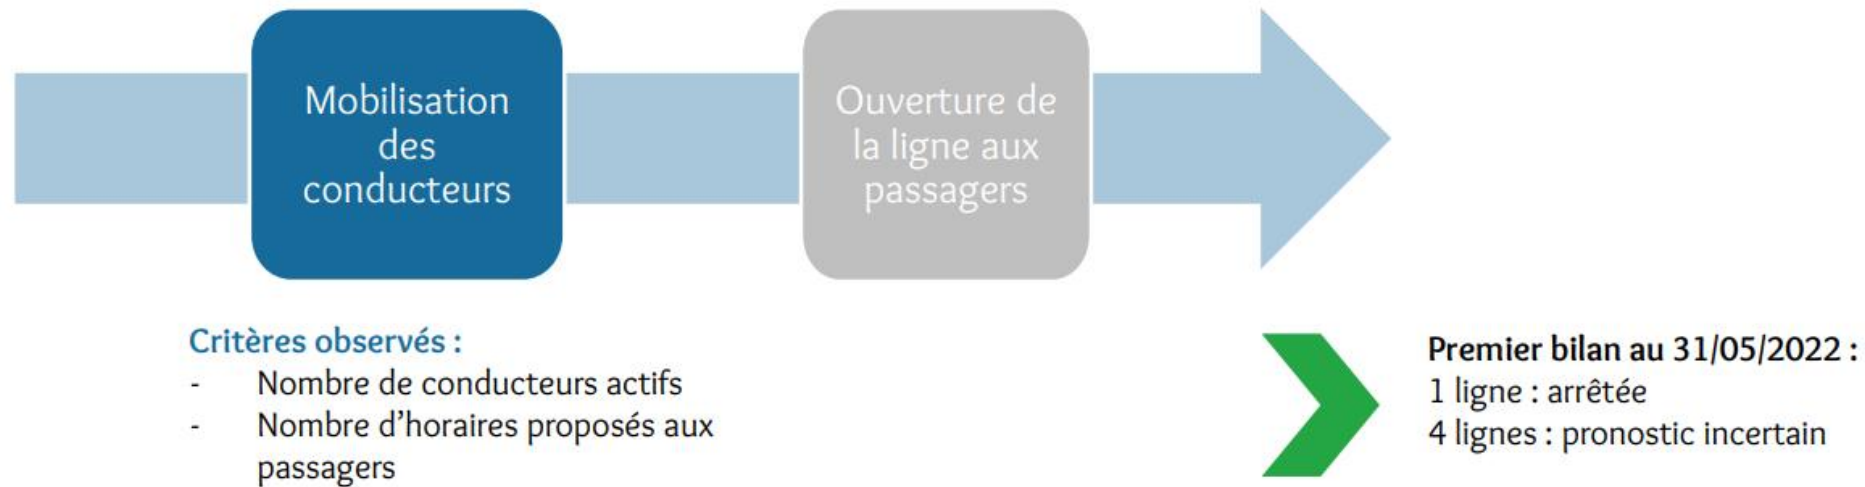 Mobilisation
des
conducteurs
Ouverture de
la ligne aux
passagers
Critères observés :
- Nombre de conducteurs actifs
- Nombre d'horaires proposés aux
passagers
Premier bilan au 31/05/2022 :
1 ligne : arrêtée
4 lignes : pronostic incertain